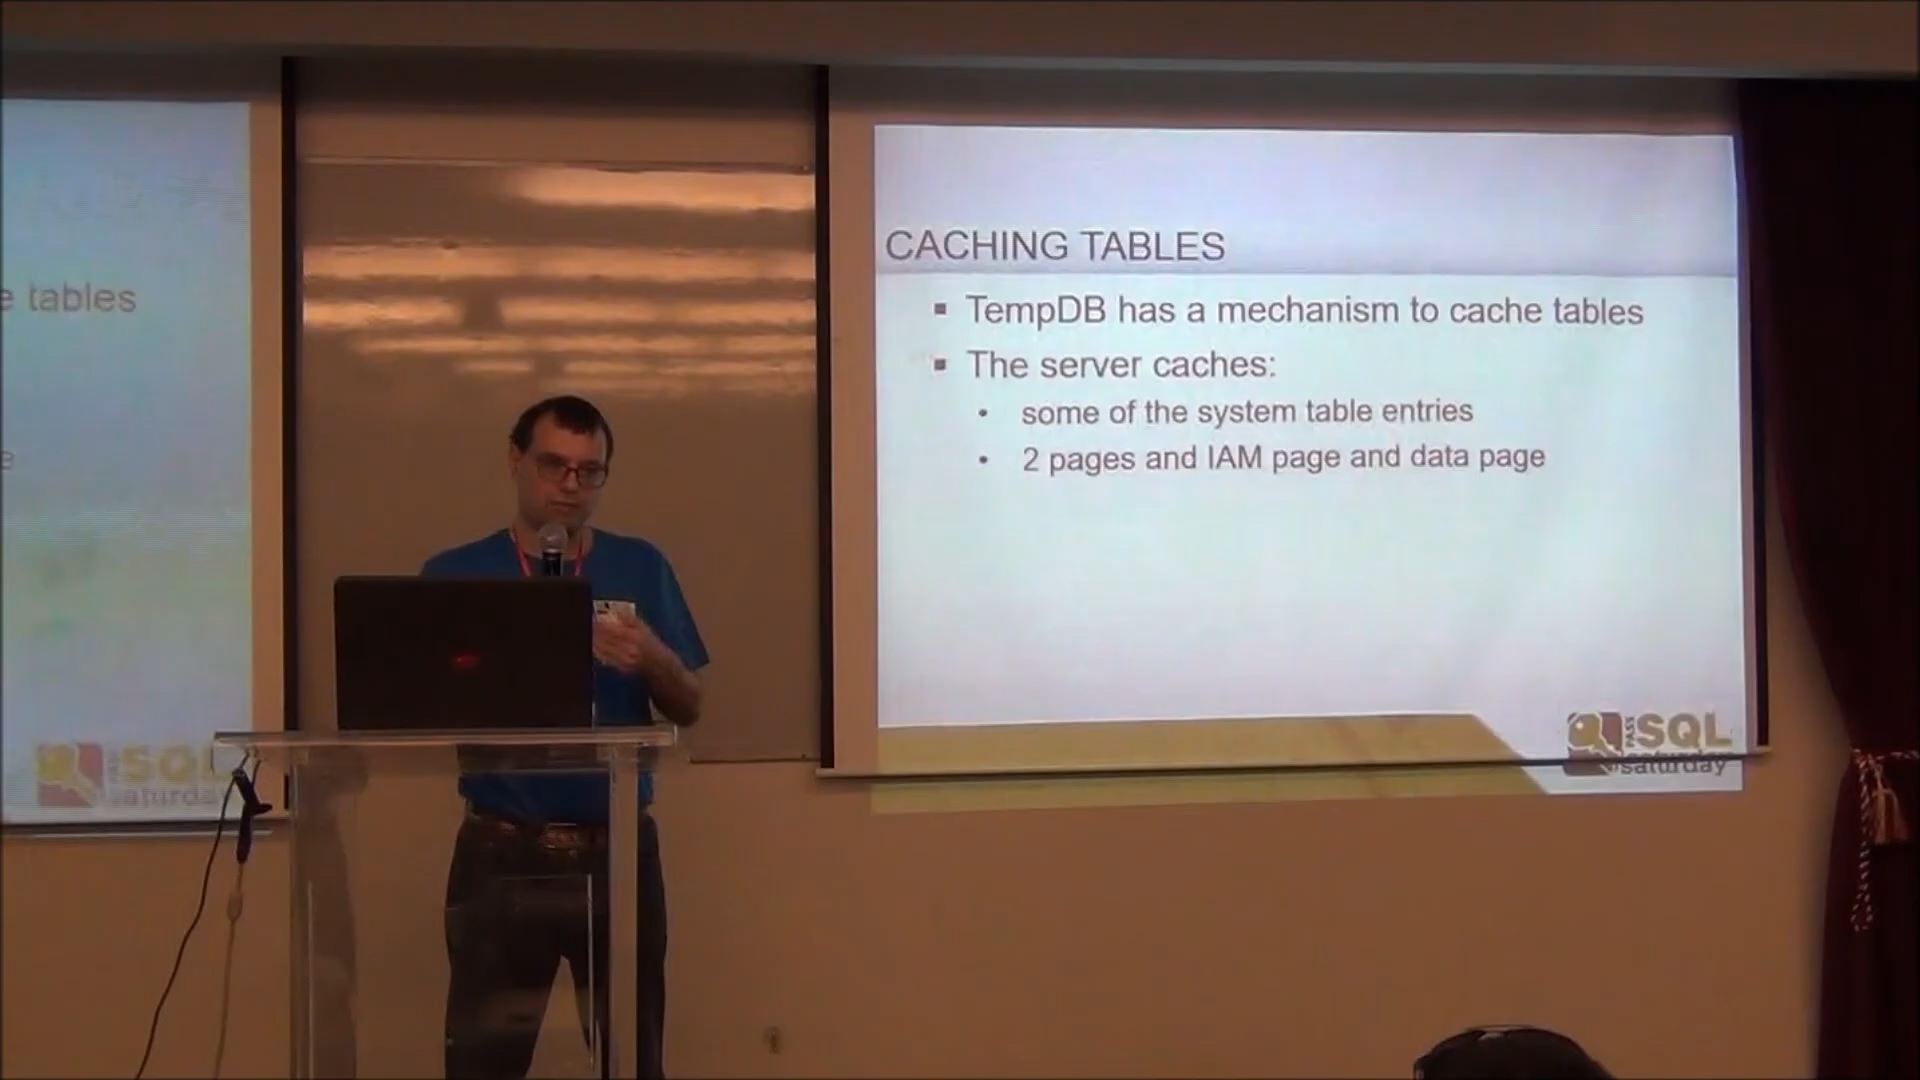 e tables
e
SQL
saturday
CACHING TABLES
▪ TempDB has a mechanism to cache tables
▪ The server caches:
• some of the system table entries
• 2 pages and IAM page and data page
PASS
SQL
saturday